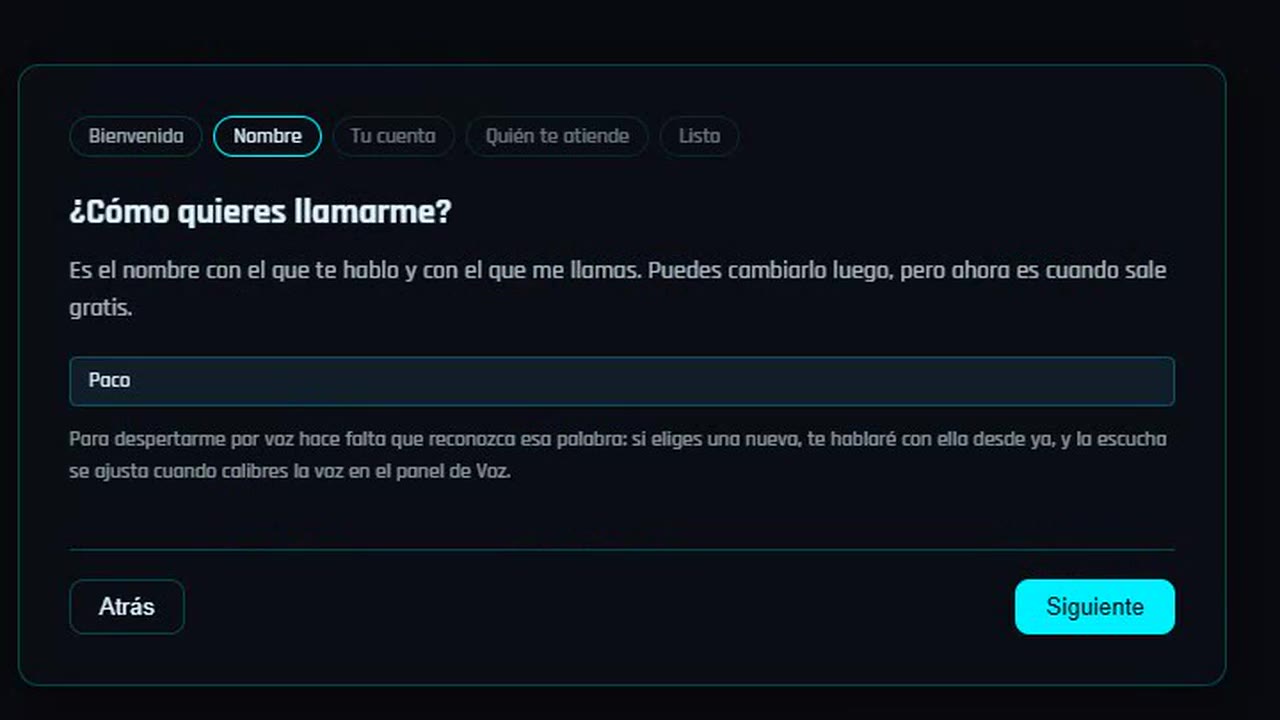 Bienvenida Nombre Tu cuenta Quién te atiende Listo
¿Cómo quieres llamarme?
Es el nombre con el que te hablo y con el que me llamas. Puedes cambiarlo luego, pero ahora es cuando sale
gratis.
Paco
Para despertarme por voz hace falta que reconozca esa palabra: si eliges una nueva, te hablaré con ella desde ya, y la escucha
se ajusta cuando calibres la voz en el panel de Voz.
Atrás Siguiente